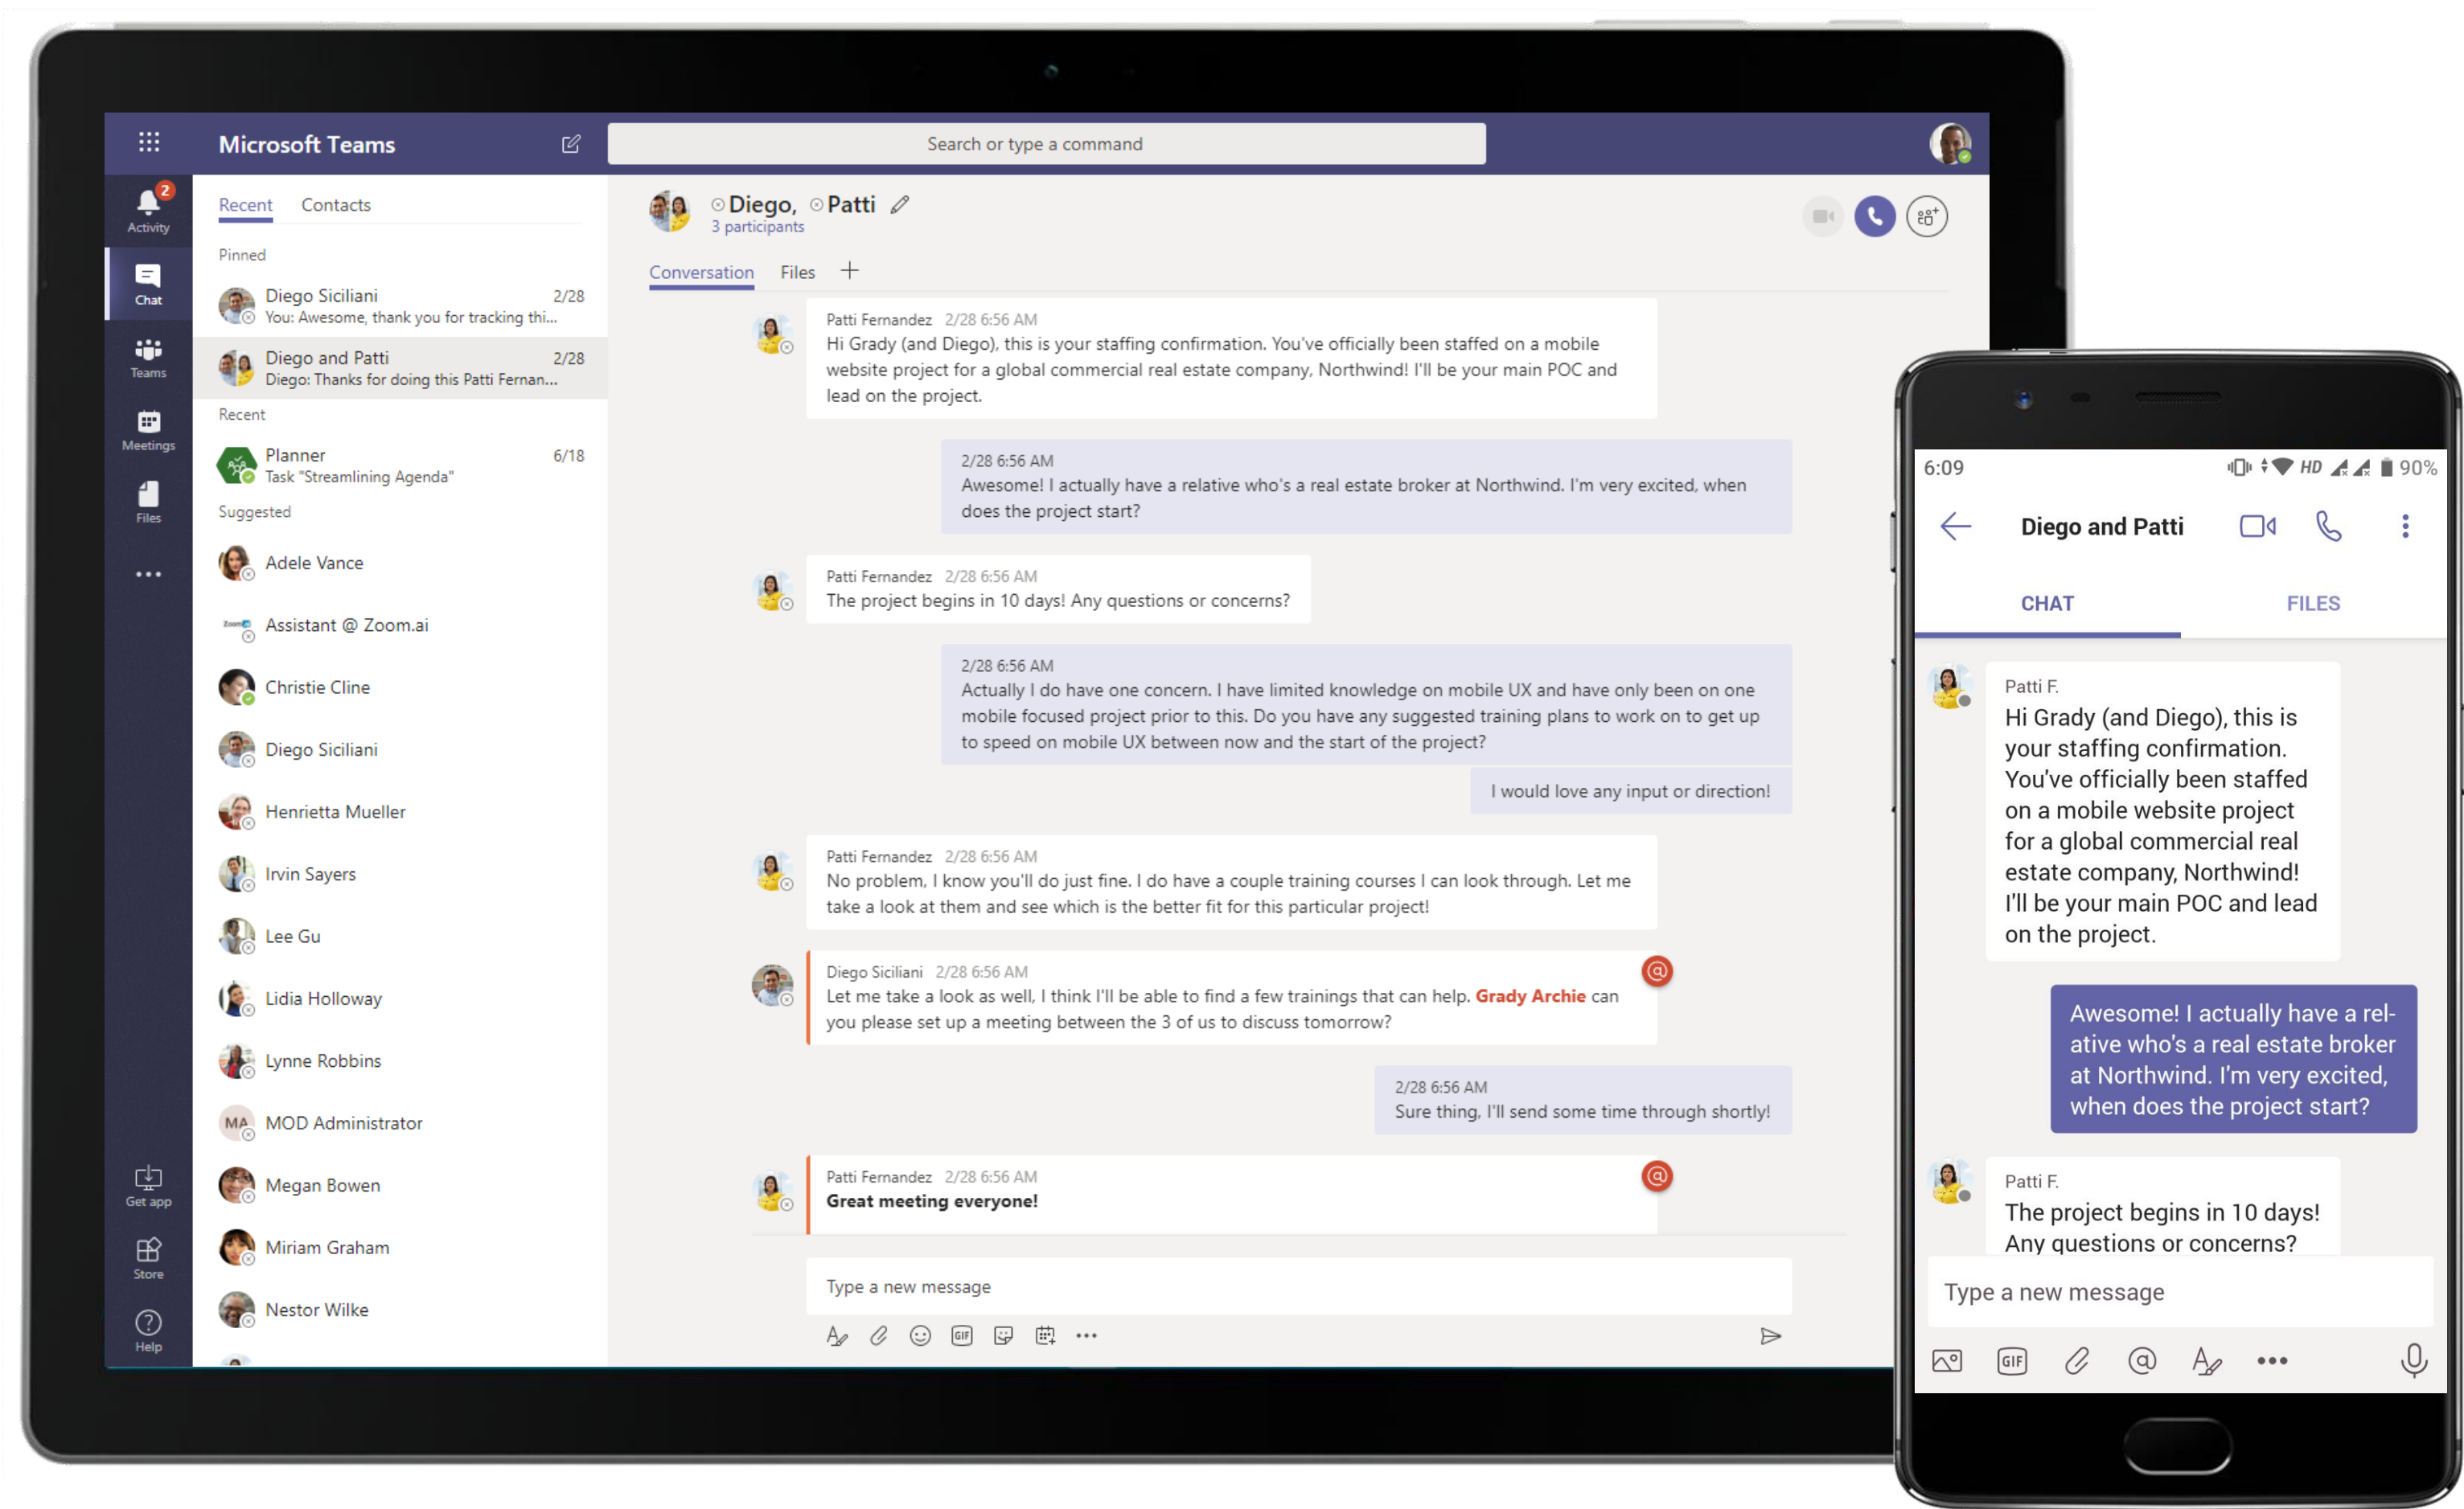 Microsoft Teams
Search or type a command
2
Activity
Chat
Teams
Meetings
Files
Get app
Store
Help
Recent Contacts
Pinned
Diego Siciliani 2/28
You: Awesome, thank you for tracking thi...
Diego and Patti 2/28
Diego: Thanks for doing this Patti Fernan...
Recent
Planner 6/18
Task "Streamlining Agenda"
Suggested
Adele Vance
Zoom.ai
Assistant @ Zoom.ai
Christie Cline
Diego Siciliani
Henrietta Mueller
Irvin Sayers
Lee Gu
Lidia Holloway
Lynne Robbins
MA
MOD Administrator
Megan Bowen
Miriam Graham
Nestor Wilke
Diego, Patti
3 participants
Conversation Files
Patti Fernandez 2/28 6:56 AM
Hi Grady (and Diego), this is your staffing confirmation. You've officially been staffed on a mobile
website project for a global commercial real estate company, Northwind! I'll be your main POC and
lead on the project.
2/28 6:56 AM
Awesome! I actually have a relative who's a real estate broker at Northwind. I'm very excited, when
does the project start?
Patti Fernandez 2/28 6:56 AM
The project begins in 10 days! Any questions or concerns?
2/28 6:56 AM
Actually I do have one concern. I have limited knowledge on mobile UX and have only been on one
mobile focused project prior to this. Do you have any suggested training plans to work on to get up
to speed on mobile UX between now and the start of the project?
I would love any input or direction!
Patti Fernandez 2/28 6:56 AM
No problem, I know you'll do just fine. I do have a couple training courses I can look through. Let me
take a look at them and see which is the better fit for this particular project!
Diego Siciliani 2/28 6:56 AM
@
Let me take a look as well, I think I'll be able to find a few trainings that can help. Grady Archie can
you please set up a meeting between the 3 of us to discuss tomorrow?
2/28 6:56 AM
Sure thing, I'll send some time through shortly!
Patti Fernandez 2/28 6:56 AM
@
Great meeting everyone!
Type a new message
GIF
6:09 HD 90%
Diego and Patti
CHAT FILES
Patti F.
Hi Grady (and Diego), this is
your staffing confirmation.
You've officially been staffed
on a mobile website project
for a global commercial real
estate company, Northwind!
I'll be your main POC and lead
on the project.
Awesome! I actually have a rel-
ative who's a real estate broker
at Northwind. I'm very excited,
when does the project start?
Patti F.
The project begins in 10 days!
Any questions or concerns?
Type a new message
GIF @